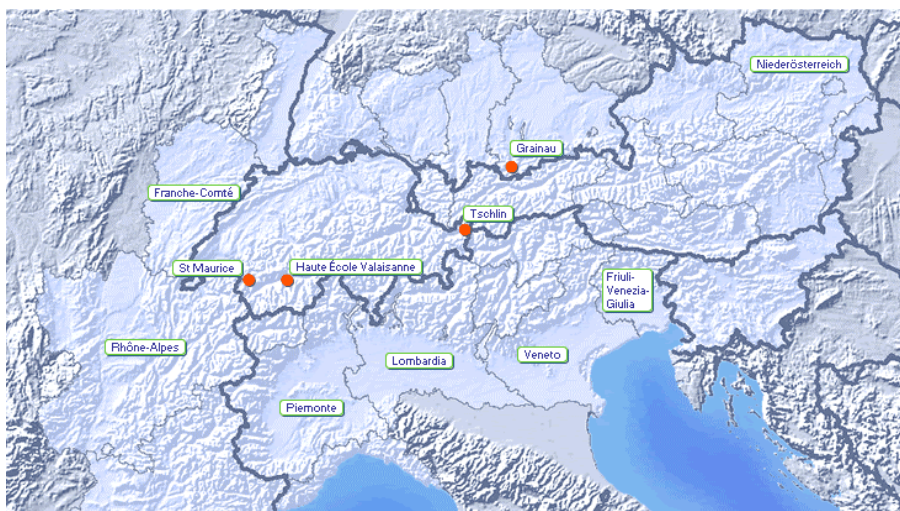 Niederösterreich
Grainau
Franche-Comté
Tschlin
St Maurice
Haute École Valaisanne
Friuli-
Venezia-
Giulia
Rhône-Alpes
Lombardia
Veneto
Piemonte